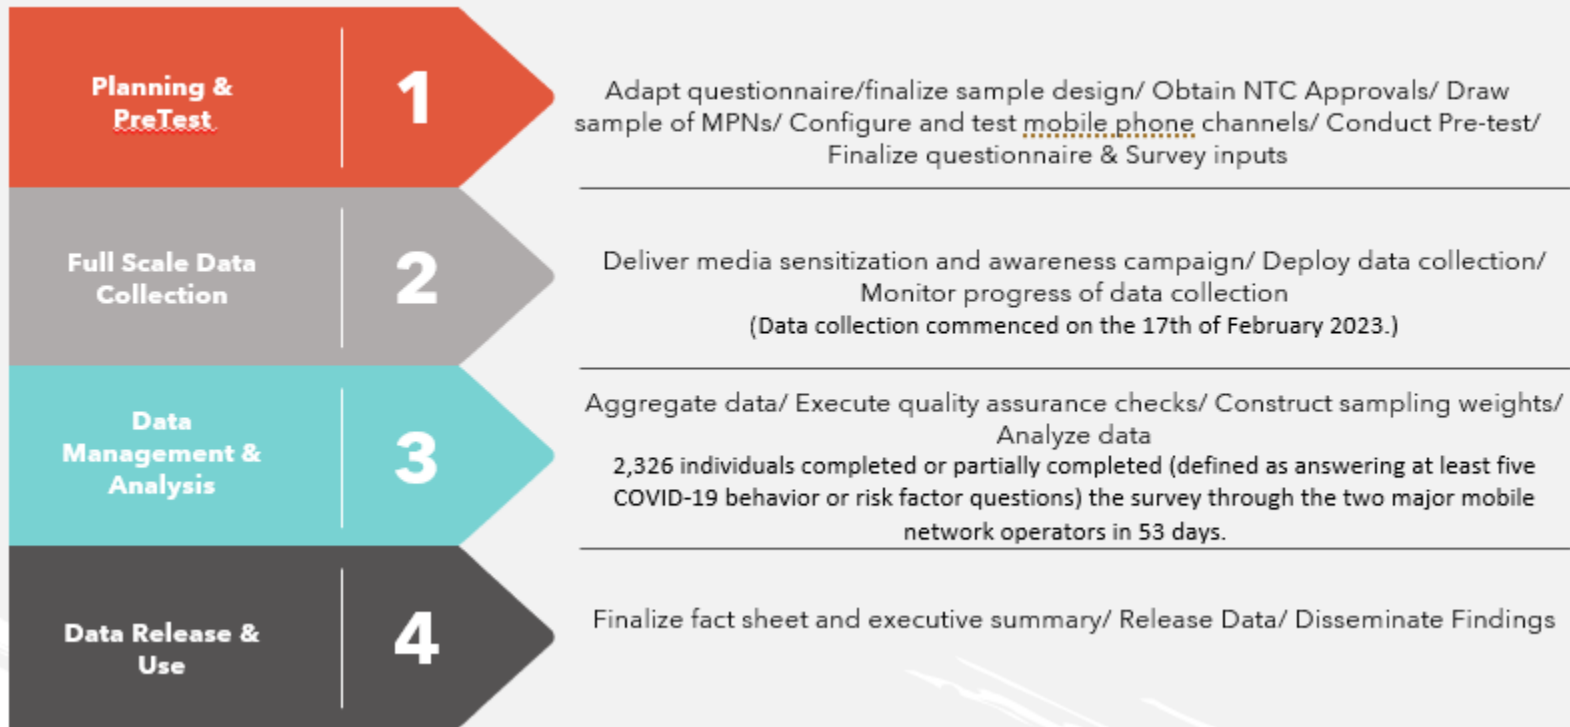 Planning &
PreTest
1
Adapt questionnaire/finalize sample design/ Obtain NTC Approvals/ Draw
sample of MPNs/ Configure and test mobile phone channels/ Conduct Pre-test/
Finalize questionnaire & Survey inputs
Full Scale Data
Collection
2
Deliver media sensitization and awareness campaign/ Deploy data collection/
Monitor progress of data collection
(Data collection commenced on the 17th of February 2023.)
Data
Management &
Analysis
3
Aggregate data/ Execute quality assurance checks/ Construct sampling weights/
Analyze data
2,326 individuals completed or partially completed (defined as answering at least five
COVID-19 behavior or risk factor questions) the survey through the two major mobile
network operators in 53 days.
Data Release &
Use
4
Finalize fact sheet and executive summary/ Release Data/ Disseminate Findings